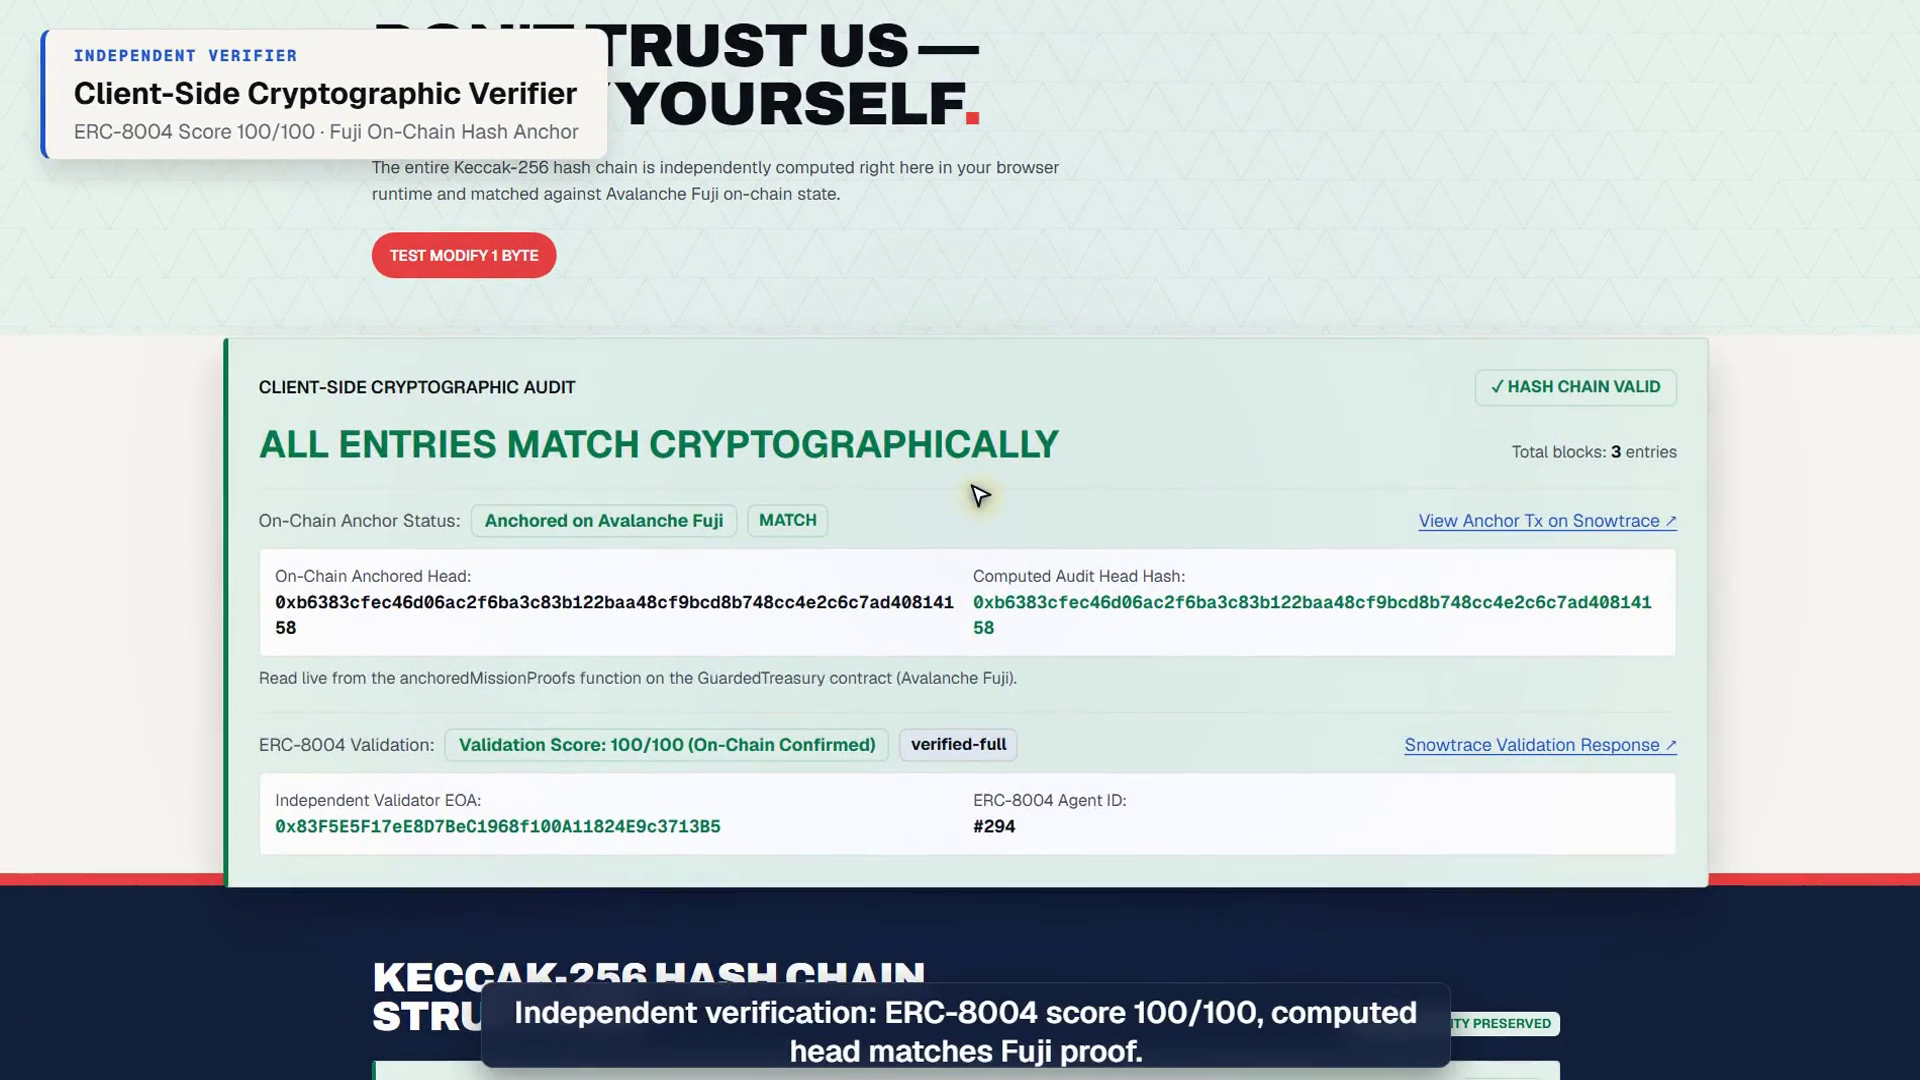 INDEPENDENT VERIFIER
Client-Side Cryptographic Verifier
ERC-8004 Score 100/100 · Fuji On-Chain Hash Anchor
TRUST US —
YOURSELF.
The entire Keccak-256 hash chain is independently computed right here in your browser
runtime and matched against Avalanche Fuji on-chain state.
TEST MODIFY 1 BYTE
CLIENT-SIDE CRYPTOGRAPHIC AUDIT
✓ HASH CHAIN VALID
ALL ENTRIES MATCH CRYPTOGRAPHICALLY
Total blocks: 3 entries
On-Chain Anchor Status: Anchored on Avalanche Fuji MATCH
View Anchor Tx on Snowtrace ↗
On-Chain Anchored Head:
0xb6383cfec46d06ac2f6ba3c83b122baa48cf9bcd8b748cc4e2c6c7ad408141
58
Computed Audit Head Hash:
0xb6383cfec46d06ac2f6ba3c83b122baa48cf9bcd8b748cc4e2c6c7ad408141
58
Read live from the anchoredMissionProofs function on the GuardedTreasury contract (Avalanche Fuji).
ERC-8004 Validation: Validation Score: 100/100 (On-Chain Confirmed) verified-full
Snowtrace Validation Response ↗
Independent Validator EOA:
0x83F5E5F17eE8D7BeC1968f100A11824E9c3713B5
ERC-8004 Agent ID:
#294
KECCAK-256 HASH CHAIN
Independent verification: ERC-8004 score 100/100, computed
head matches Fuji proof.
PRESERVED